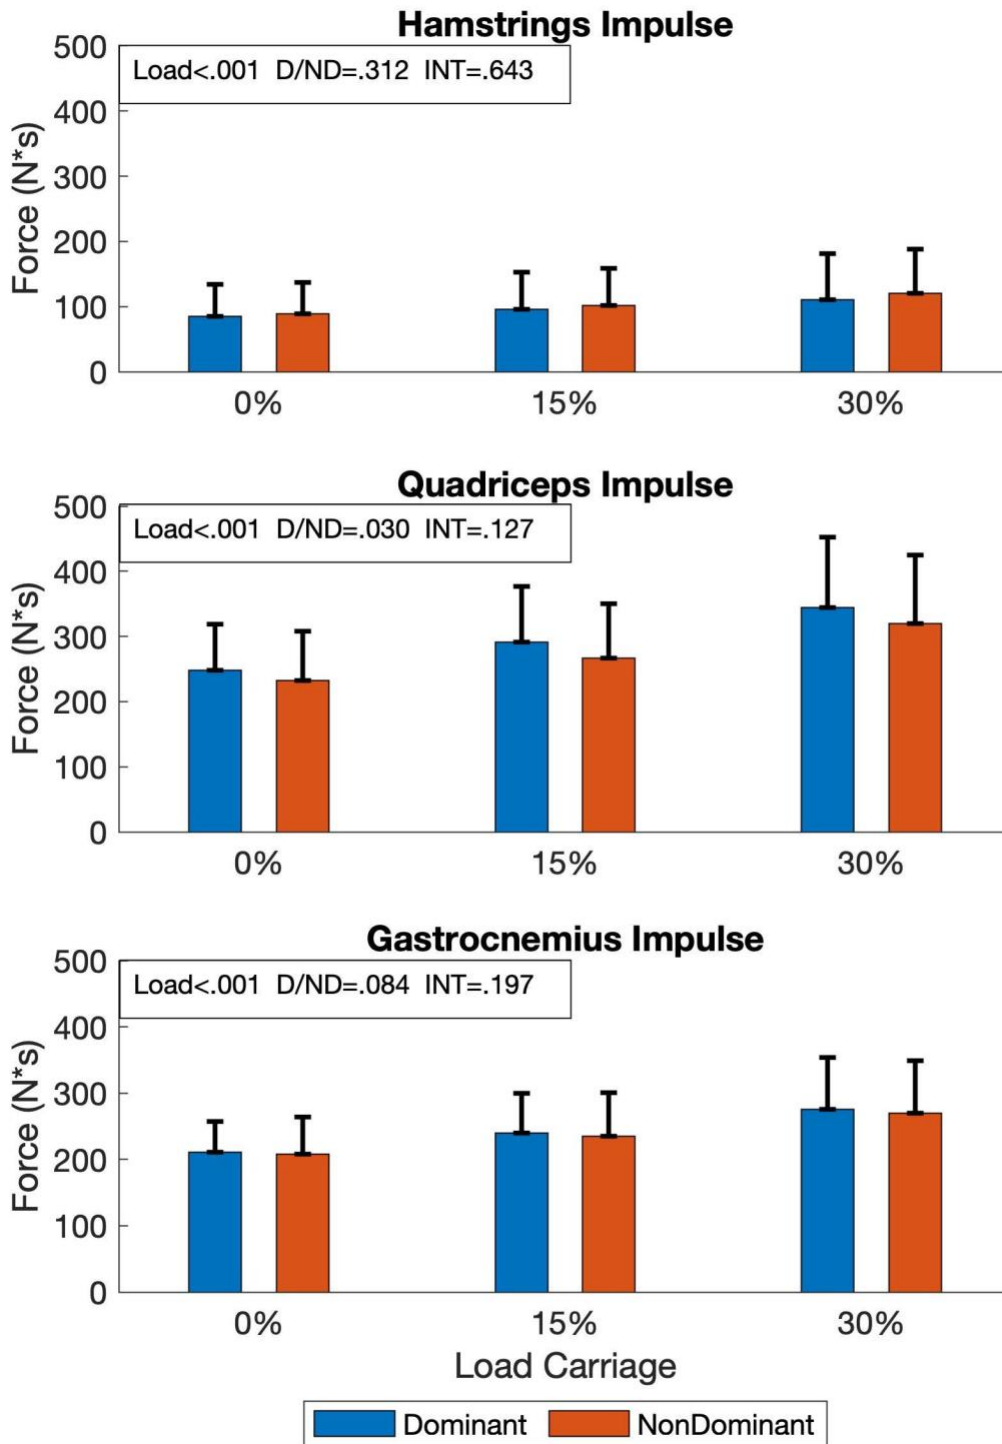 Hamstrings Impulse
Load<.001 D/ND=.312 INT=.643
500
400
300
200
100
0
Force (N*s)
0% 15% 30%
Quadriceps Impulse
Load<.001 D/ND=.030 INT=.127
500
400
300
200
100
0
Force (N*s)
0% 15% 30%
Gastrocnemius Impulse
Load<.001 D/ND=.084 INT=.197
500
400
300
200
100
0
Force (N*s)
0% 15% 30%
Load Carriage
Dominant NonDominant